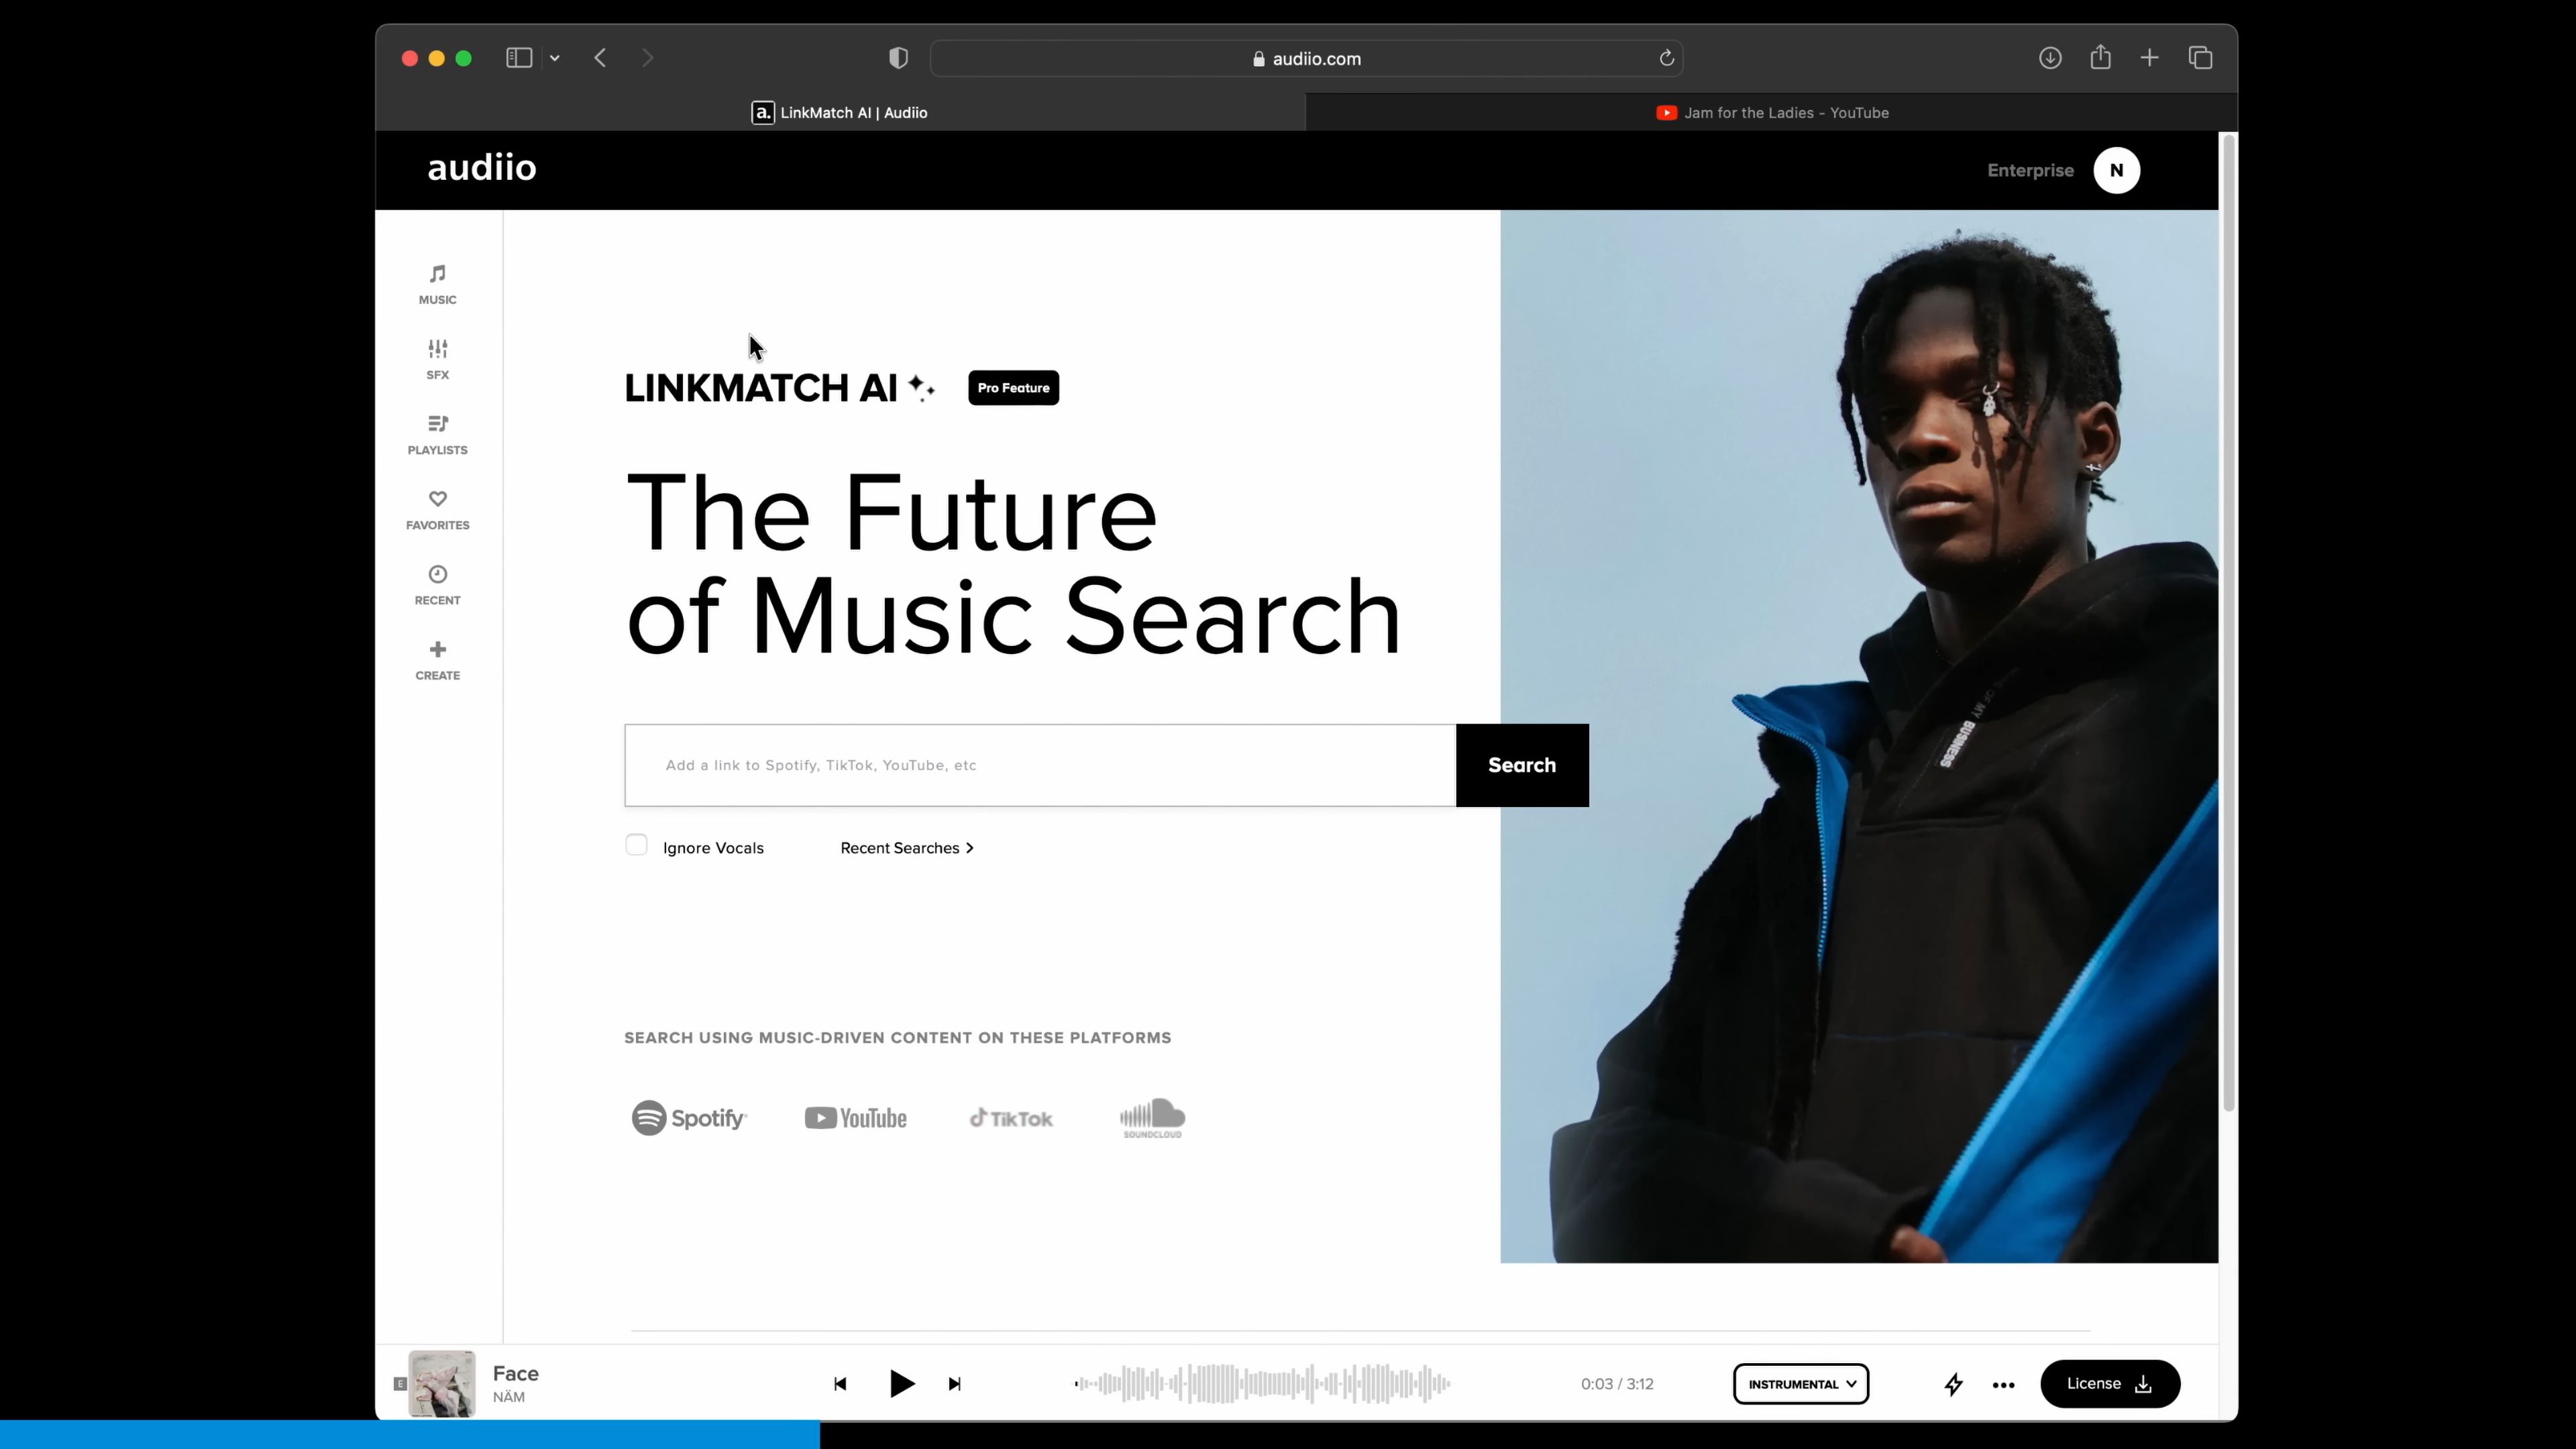 audiio.com
a. LinkMatch AI | Audiio
Jam for the Ladies - YouTube
audiio
Enterprise
N
MUSIC
SFX
PLAYLISTS
FAVORITES
RECENT
CREATE
LINKMATCH AI
Pro Feature
The Future
of Music Search
Add a link to Spotify, TikTok, YouTube, etc
Search
Ignore Vocals
Recent Searches >
SEARCH USING MUSIC-DRIVEN CONTENT ON THESE PLATFORMS
Spotify
YouTube
TikTok
SOUNDCLOUD
OF MY BUSINESS
E
Face
NÄM
0:03 / 3:12
INSTRUMENTAL
License